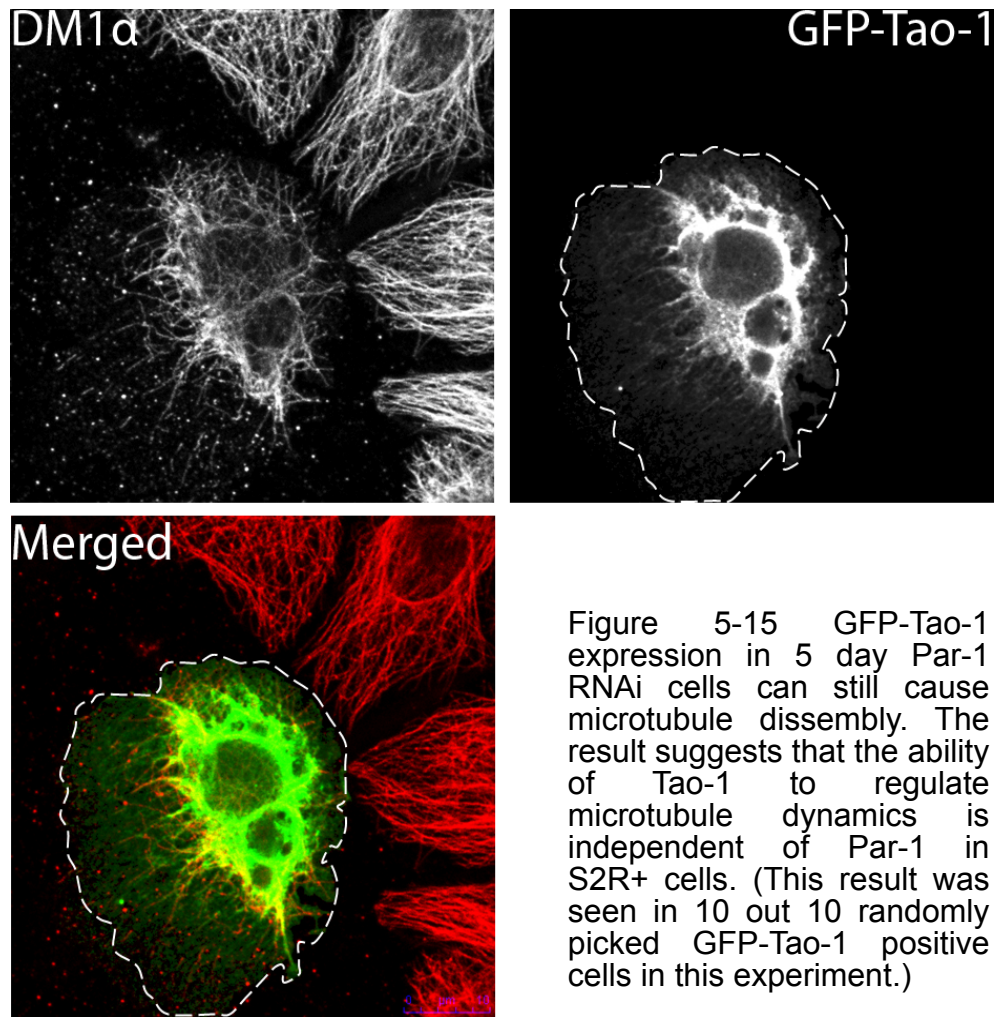 DM1α
GFP-Tao-1
Merged
Figure 5-15 GFP-Tao-1
expression in 5 day Par-1
RNAi cells can still cause
microtubule dissembly. The
result suggests that the ability
of Tao-1 to regulate
microtubule dynamics is
independent of Par-1 in
S2R+ cells. (This result was
seen in 10 out 10 randomly
picked GFP-Tao-1 positive
cells in this experiment.)